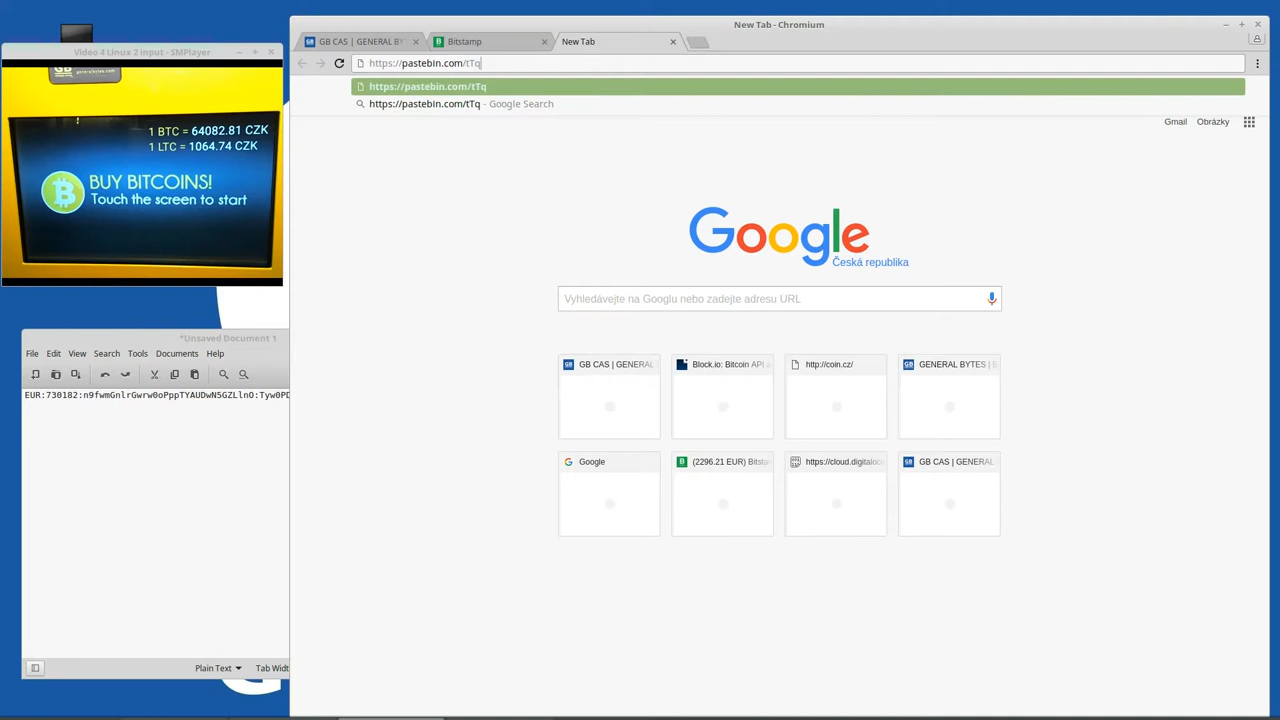 New Tab - Chromium
GB CAS | GENERAL BY
Bitstamp
New Tab
https://pastebin.com/tTq
https://pastebin.com/tTq
https://pastebin.com/tTq - Google Search
Gmail
Obrázky
Google
Česká republika
Vyhledávejte na Googlu nebo zadejte adresu URL
GB CAS | GENERAL
Block.io: Bitcoin API a
http://coin.cz/
GENERAL BYTES | B
Google
(2296.21 EUR) Bitsta
https://cloud.digitaloc
GB CAS | GENERAL
Video 4 Linux 2 input - SMPlayer
GB
generalbytes.com
1 BTC = 64082.81 CZK
1 LTC = 1064.74 CZK
BUY BITCOINS!
Touch the screen to start
*Unsaved Document 1
File Edit View Search Tools Documents Help
EUR:730182:n9fwmGnlrGwrw0oPppTYAUDwN5GZLlnO:Tyw0PD
Plain Text
Tab Widt